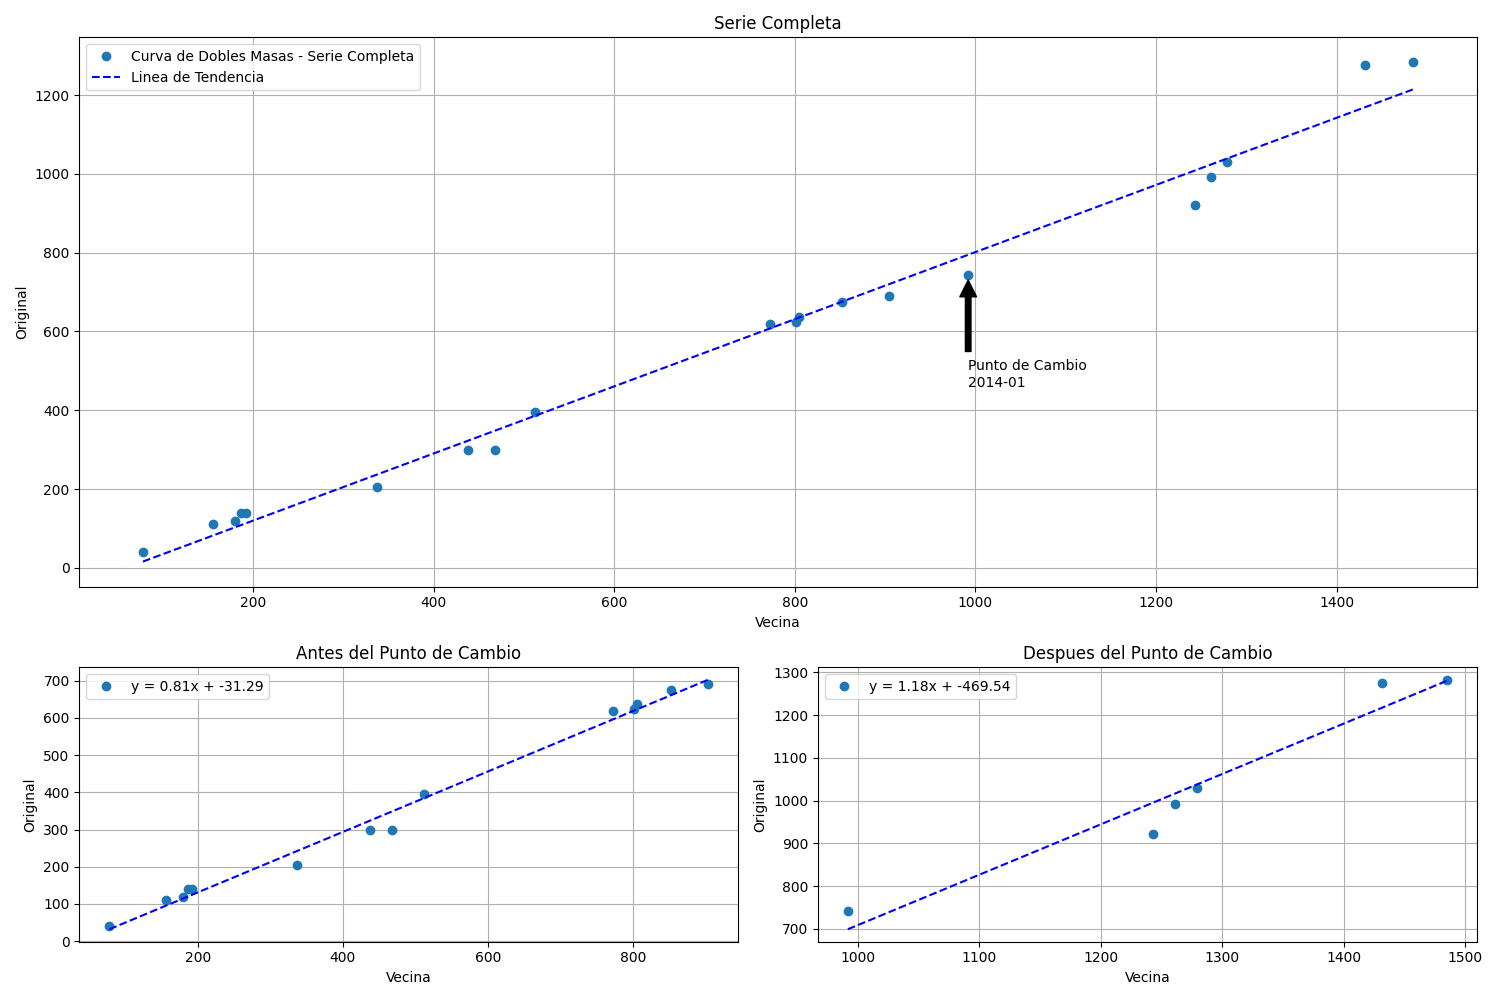 Serie Completa
Curva de Dobles Masas - Serie Completa
Linea de Tendencia
1200
1000
800
600
400
200
0
Original
Punto de Cambio
2014-01
200 400 600 800 1000 1200 1400
Vecina
Antes del Punto de Cambio
y = 0.81x + -31.29
700
600
500
400
300
200
100
0
Original
200 400 600 800
Vecina
Despues del Punto de Cambio
y = 1.18x + -469.54
1300
1200
1100
1000
900
800
700
Original
1000 1100 1200 1300 1400 1500
Vecina